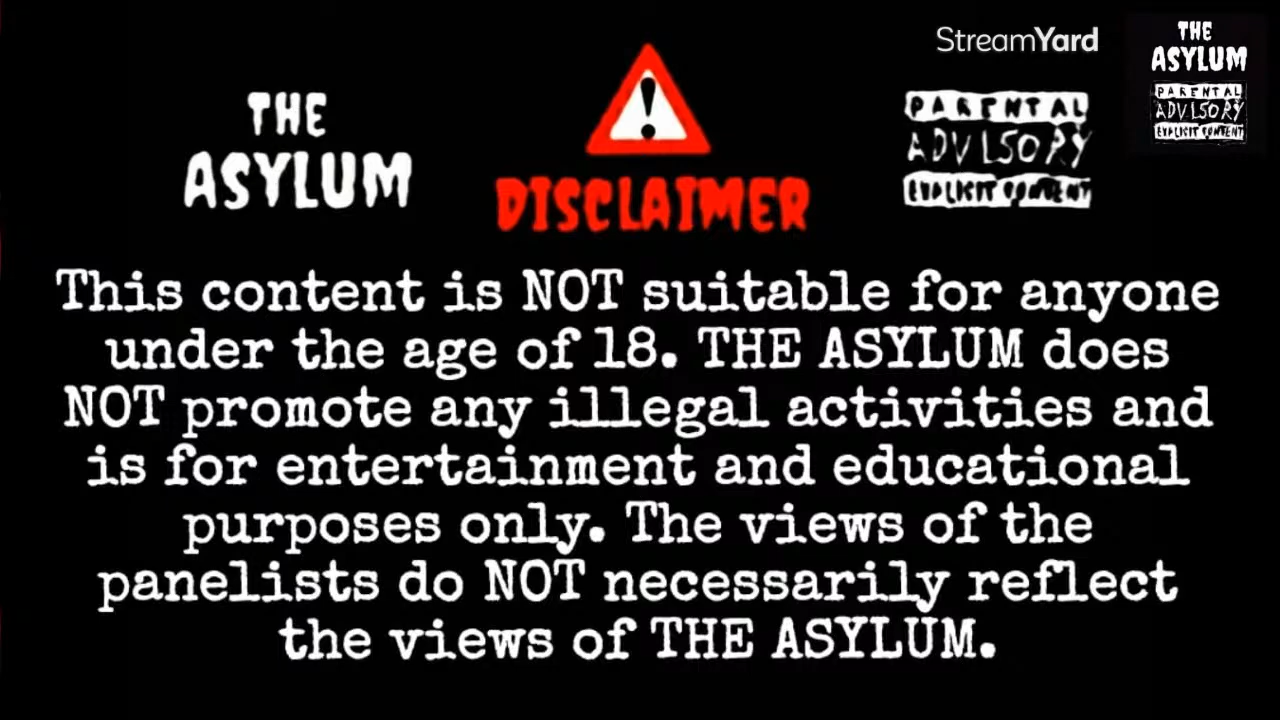 StreamYard
THE
ASYLUM
PARENTAL
ADVISORY
EXPLICIT CONTENT
THE
ASYLUM
DISCLAIMER
PARENTAL
ADVISORY
EXPLICIT CONTENT
This content is NOT suitable for anyone
under the age of 18. THE ASYLUM does
NOT promote any illegal activities and
is for entertainment and educational
purposes only. The views of the
panelists do NOT necessarily reflect
the views of THE ASYLUM.